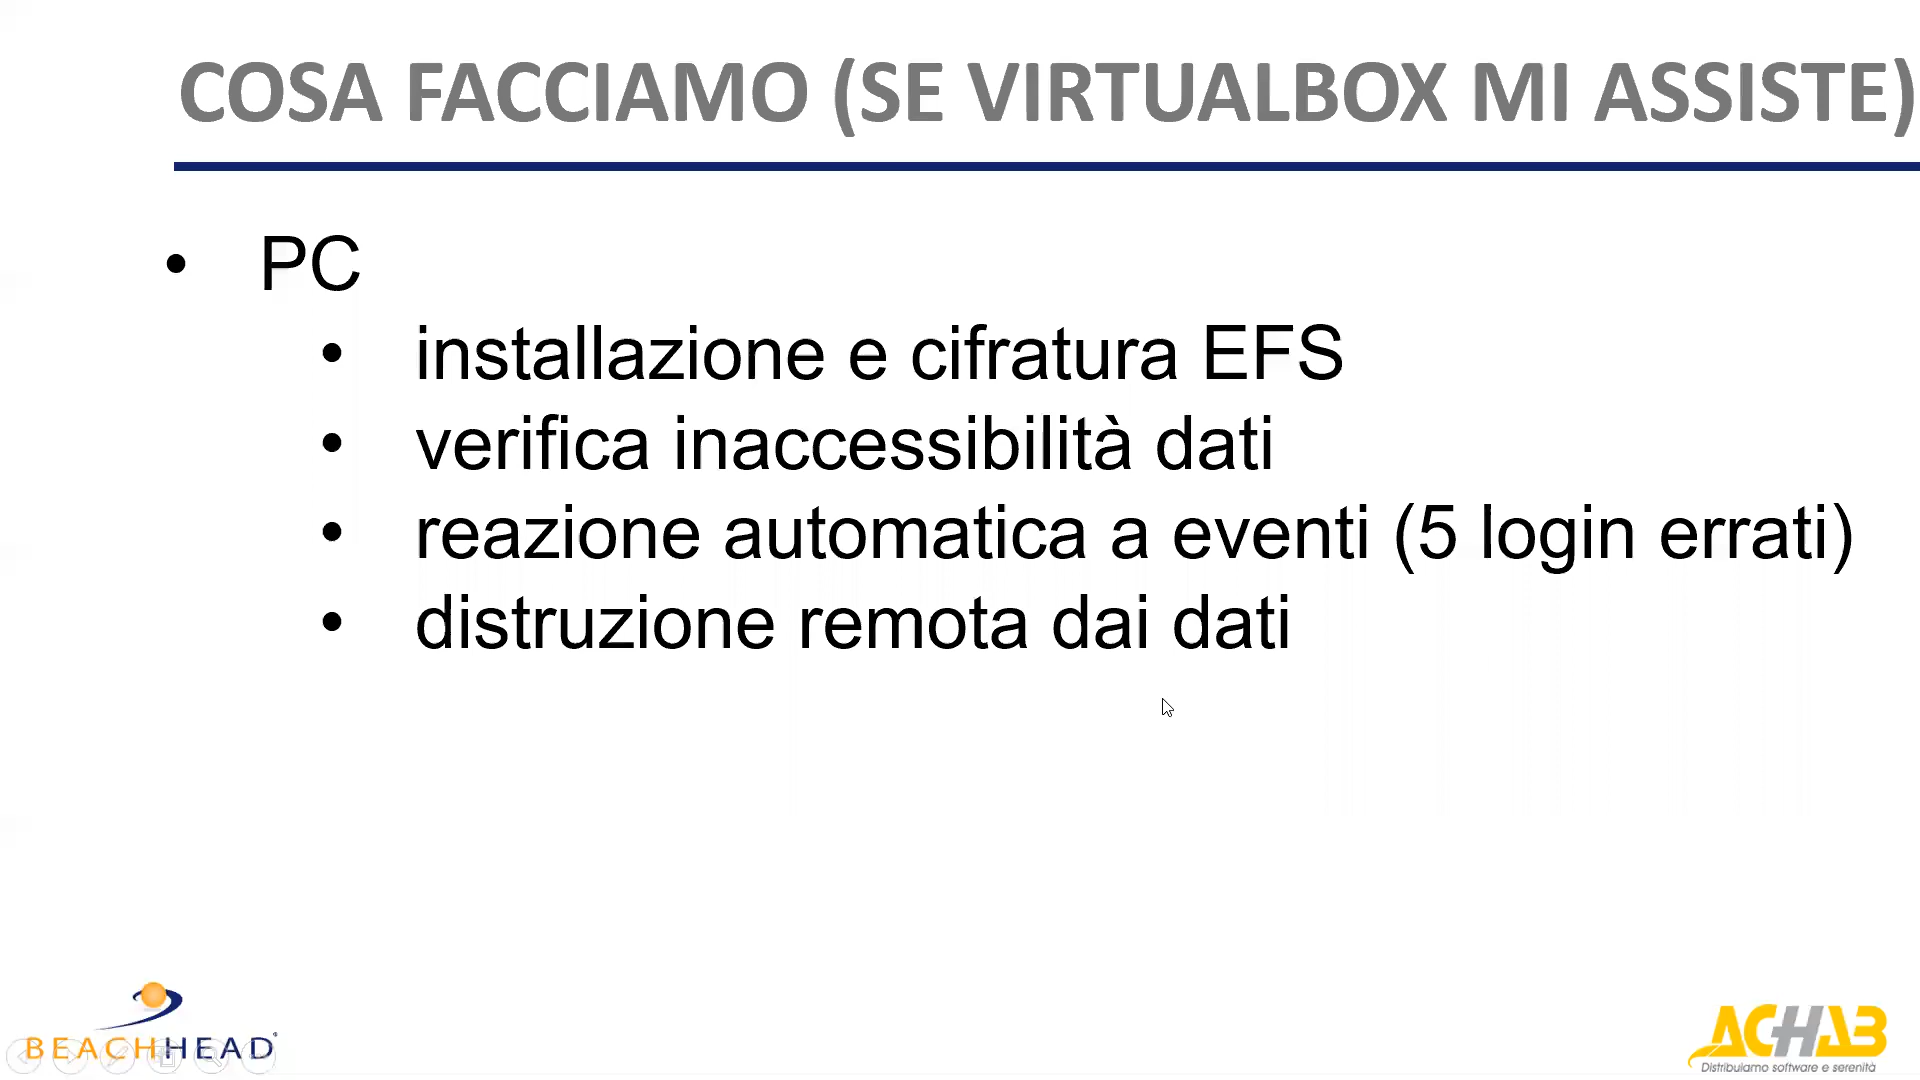 COSA FACCIAMO (SE VIRTUALBOX MI ASSISTE)
• PC
• installazione e cifratura EFS
• verifica inaccessibilità dati
• reazione automatica a eventi (5 login errati)
• distruzione remota dai dati
BEACHHEAD®
ACHAB
Distribuiamo software e serenità